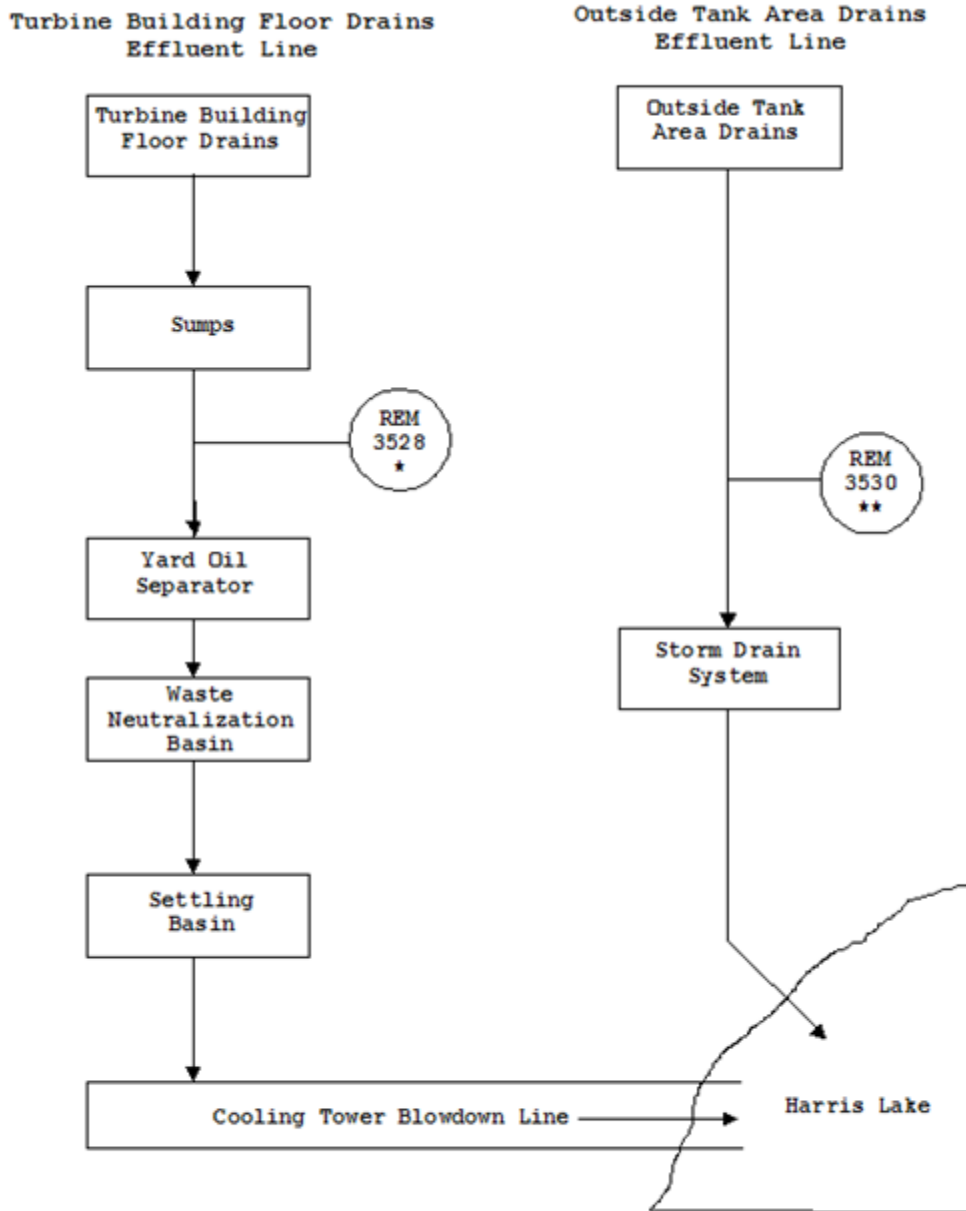 Turbine Building Floor Drains
Effluent Line
Outside Tank Area Drains
Effluent Line
Turbine Building
Floor Drains
Outside Tank
Area Drains
Sumps
REM
3528
*
REM
3530
**
Yard Oil
Separator
Storm Drain
System
Waste
Neutralization
Basin
Settling
Basin
Cooling Tower Blowdown Line
Harris Lake